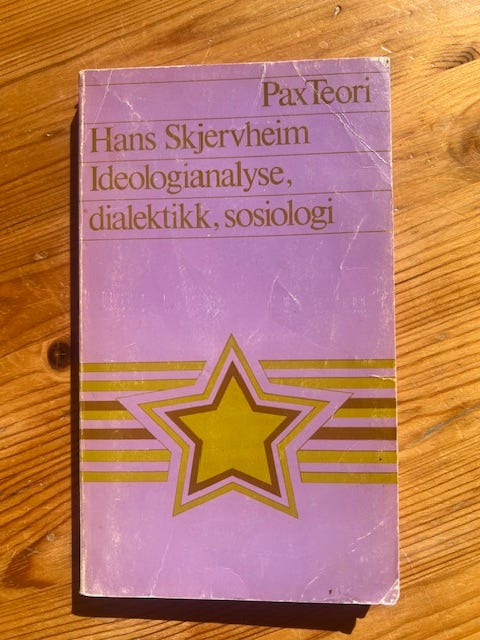 PaxTeori
Hans Skjervheim
Ideologianalyse,
dialektikk, sosiologi